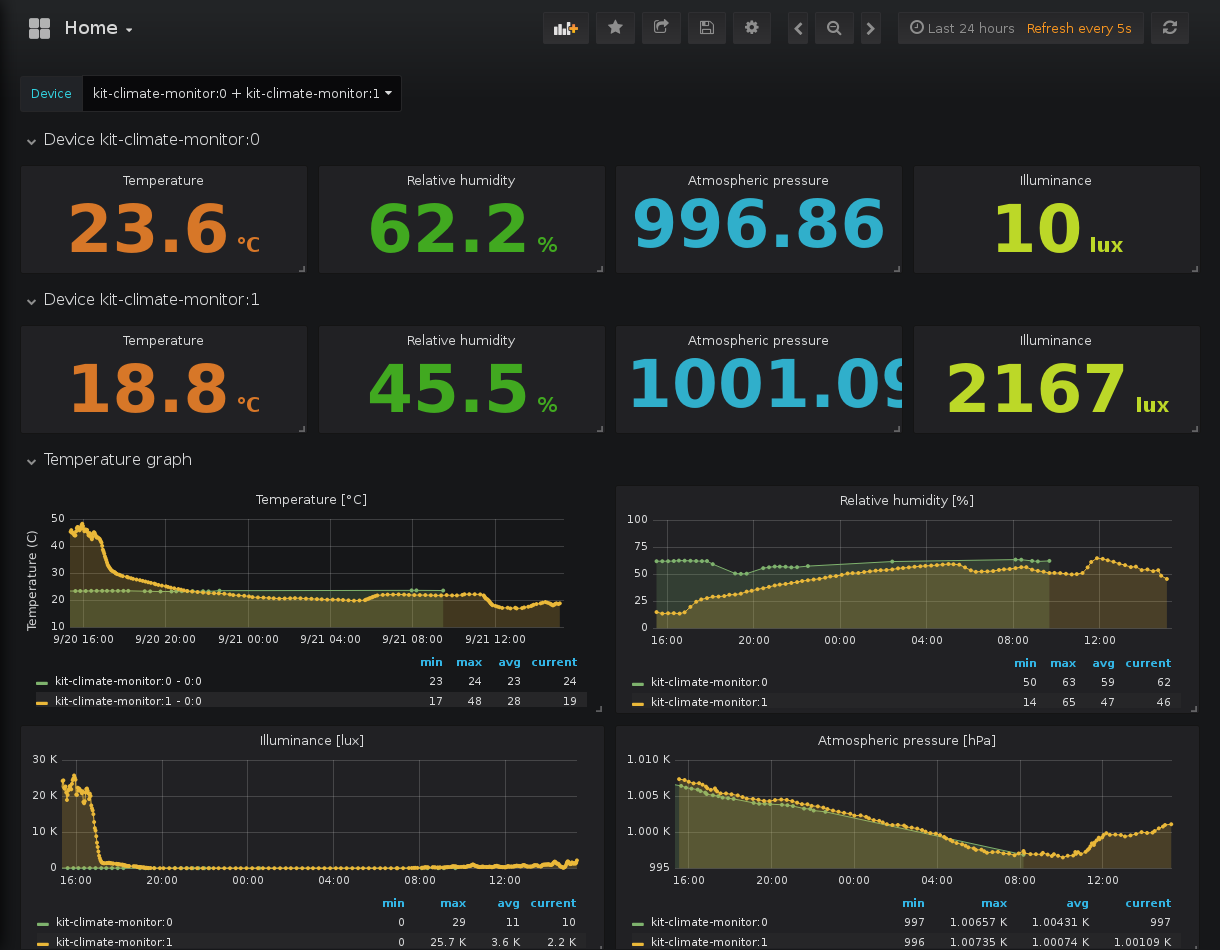 Home
Last 24 hours Refresh every 5s
Device kit-climate-monitor:0 + kit-climate-monitor:1
Device kit-climate-monitor:0
Temperature Relative humidity Atmospheric pressure Illuminance
23.6 °C 62.2 % 996.86 10 lux
Device kit-climate-monitor:1
Temperature Relative humidity Atmospheric pressure Illuminance
18.8 °C 45.5 % 1001.09 2167 lux
Temperature graph
Temperature [°C]
Temperature (C)
50
40
30
20
10
9/20 16:00 9/20 20:00 9/21 00:00 9/21 04:00 9/21 08:00 9/21 12:00
min max avg current
kit-climate-monitor:0 - 0:0 23 24 23 24
kit-climate-monitor:1 - 0:0 17 48 28 19
Relative humidity [%]
100
75
50
25
0
16:00 20:00 00:00 04:00 08:00 12:00
min max avg current
kit-climate-monitor:0 50 63 59 62
kit-climate-monitor:1 14 65 47 46
Illuminance [lux]
30 K
20 K
10 K
0
16:00 20:00 00:00 04:00 08:00 12:00
min max avg current
kit-climate-monitor:0 0 29 11 10
kit-climate-monitor:1 0 25.7 K 3.6 K 2.2 K
Atmospheric pressure [hPa]
1.010 K
1.005 K
1.000 K
995
16:00 20:00 00:00 04:00 08:00 12:00
min max avg current
kit-climate-monitor:0 997 1.00657 K 1.00431 K 997
kit-climate-monitor:1 996 1.00735 K 1.00074 K 1.00109 K